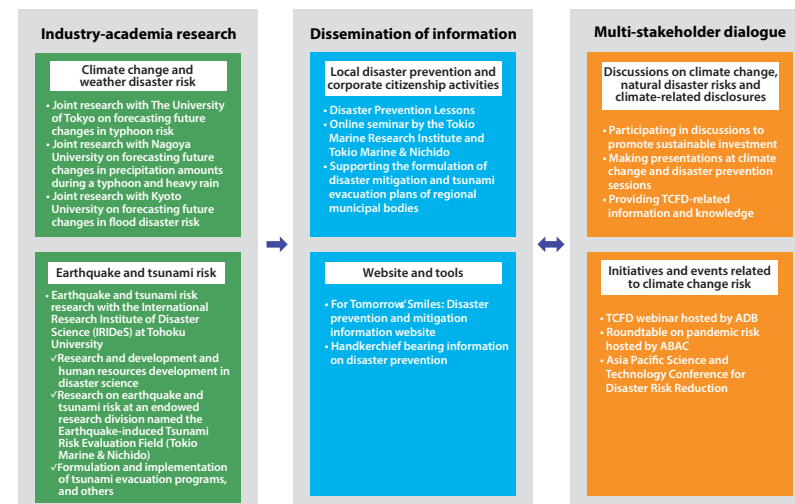 Industry-academia research
Climate change and
weather disaster risk
• Joint research with The University
of Tokyo on forecasting future
changes in typhoon risk
• Joint research with Nagoya
University on forecasting future
changes in precipitation amounts
during a typhoon and heavy rain
• Joint research with Kyoto
University on forecasting future
changes in flood disaster risk
Earthquake and tsunami risk
• Earthquake and tsunami risk
research with the International
Research Institute of Disaster
Science (IRIDeS) at Tohoku
University
✓Research and development and
human resources development in
disaster science
✓Research on earthquake and
tsunami risk at an endowed
research division named the
Earthquake-induced Tsunami
Risk Evaluation Field (Tokio
Marine & Nichido)
✓Formulation and implementation
of tsunami evacuation programs,
and others
Dissemination of information
Local disaster prevention and
corporate citizenship activities
• Disaster Prevention Lessons
• Online seminar by the Tokio
Marine Research Institute and
Tokio Marine & Nichido
• Supporting the formulation of
disaster mitigation and tsunami
evacuation plans of regional
municipal bodies
Website and tools
• For Tomorrow's Smiles: Disaster
prevention and mitigation
information website
• Handkerchief bearing information
on disaster prevention
Multi-stakeholder dialogue
Discussions on climate change,
natural disaster risks and
climate-related disclosures
• Participating in discussions to
promote sustainable investment
• Making presentations at climate
change and disaster prevention
sessions
• Providing TCFD-related
information and knowledge
Initiatives and events related
to climate change risk
• TCFD webinar hosted by ADB
• Roundtable on pandemic risk
hosted by ABAC
• Asia Pacific Science and
Technology Conference for
Disaster Risk Reduction